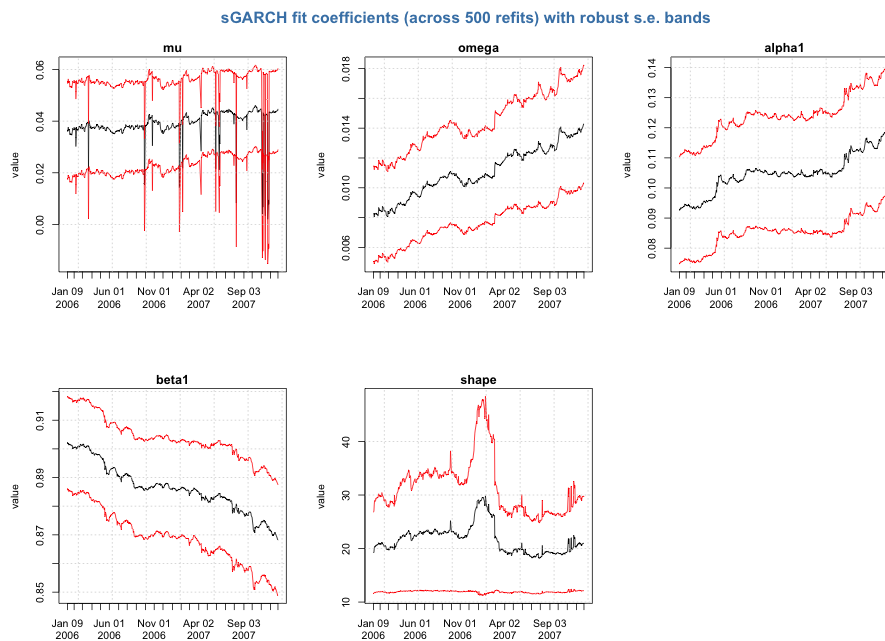 sGARCH fit coefficients (across 500 refits) with robust s.e. bands
mu
value
0.00 0.02 0.04 0.06
Jan 09 Jun 01 Nov 01 Apr 02 Sep 03
2006 2006 2006 2007 2007
omega
value
0.006 0.010 0.014 0.018
Jan 09 Jun 01 Nov 01 Apr 02 Sep 03
2006 2006 2006 2007 2007
alpha1
value
0.08 0.09 0.10 0.11 0.12 0.13 0.14
Jan 09 Jun 01 Nov 01 Apr 02 Sep 03
2006 2006 2006 2007 2007
beta1
value
0.85 0.87 0.89 0.91
Jan 09 Jun 01 Nov 01 Apr 02 Sep 03
2006 2006 2006 2007 2007
shape
value
10 20 30 40
Jan 09 Jun 01 Nov 01 Apr 02 Sep 03
2006 2006 2006 2007 2007